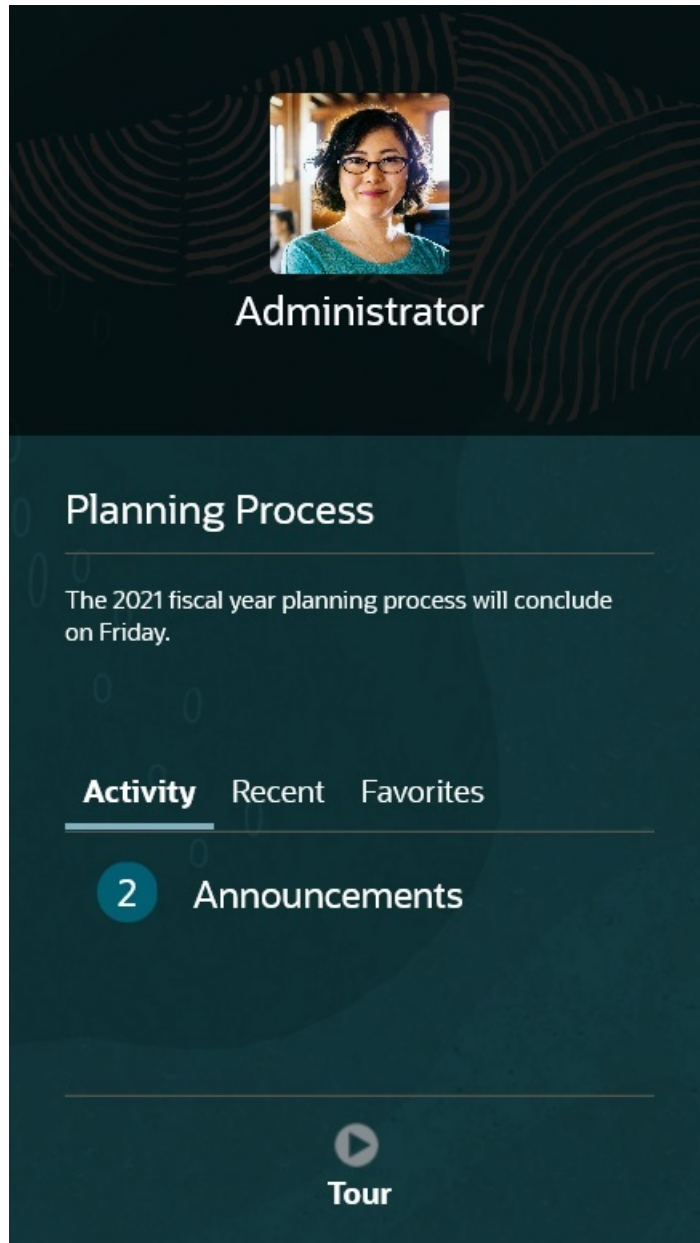 Administrator
Planning Process
The 2021 fiscal year planning process will conclude
on Friday.
Activity Recent Favorites
2 Announcements
Tour